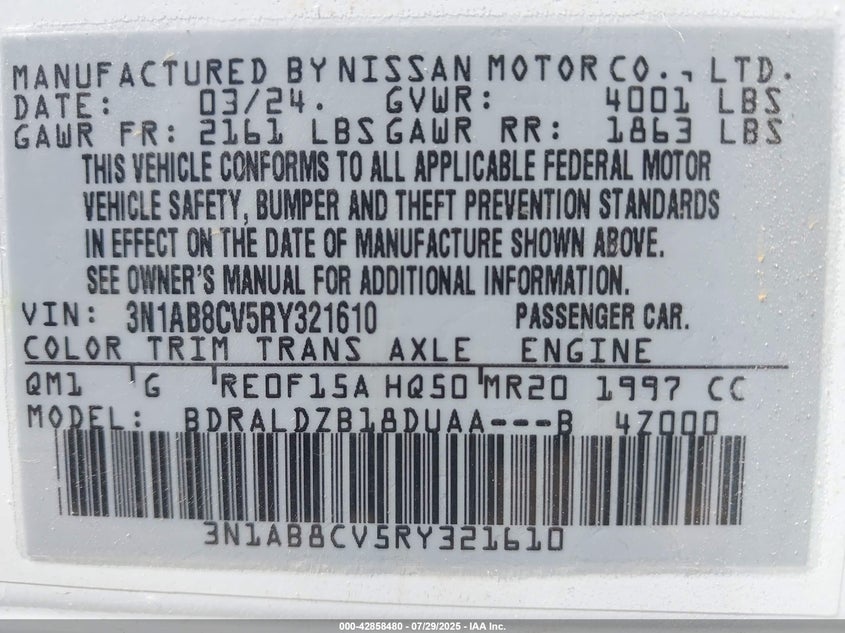 MANUFACTURED BY NISSAN MOTOR CO., LTD.
DATE: 03/24. GVWR: 4001 LBS
GAWR FR: 2161 LBS GAWR RR: 1863 LBS
THIS VEHICLE CONFORMS TO ALL APPLICABLE FEDERAL MOTOR
VEHICLE SAFETY, BUMPER AND THEFT PREVENTION STANDARDS
IN EFFECT ON THE DATE OF MANUFACTURE SHOWN ABOVE.
SEE OWNER'S MANUAL FOR ADDITIONAL INFORMATION.
VIN: 3N1AB8CV5RY321610 PASSENGER CAR.
COLOR TRIM TRANS AXLE ENGINE
QM1 G RE0F15A HQ50 MR20 1997 CC
MODEL: BDRALDZB18DUAA---B 4Z000
3N1AB8CV5RY321610
000-42858480 - 07/29/2025 - IAA Inc.